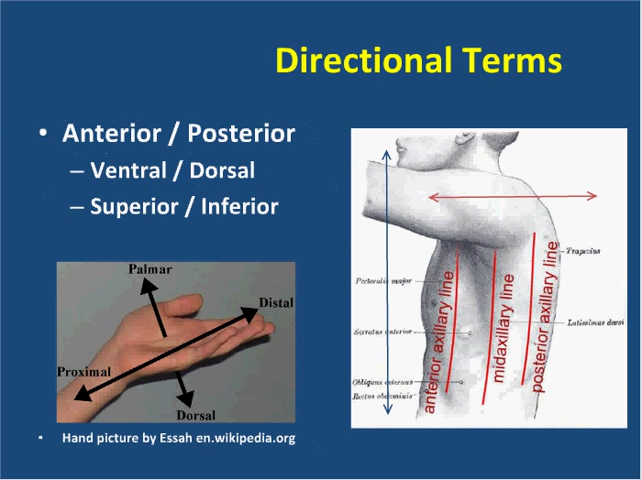 Directional Terms
• Anterior / Posterior
– Ventral / Dorsal
– Superior / Inferior
Palmar
Distal
Proximal
Dorsal
• Hand picture by Essah en.wikipedia.org
Trapezius
Pectoralis major
Latissimus dorsi
Serratus anterior
Obliquus externus
Rectus abdominis
anterior axillary line
midaxillary line
posterior axillary line